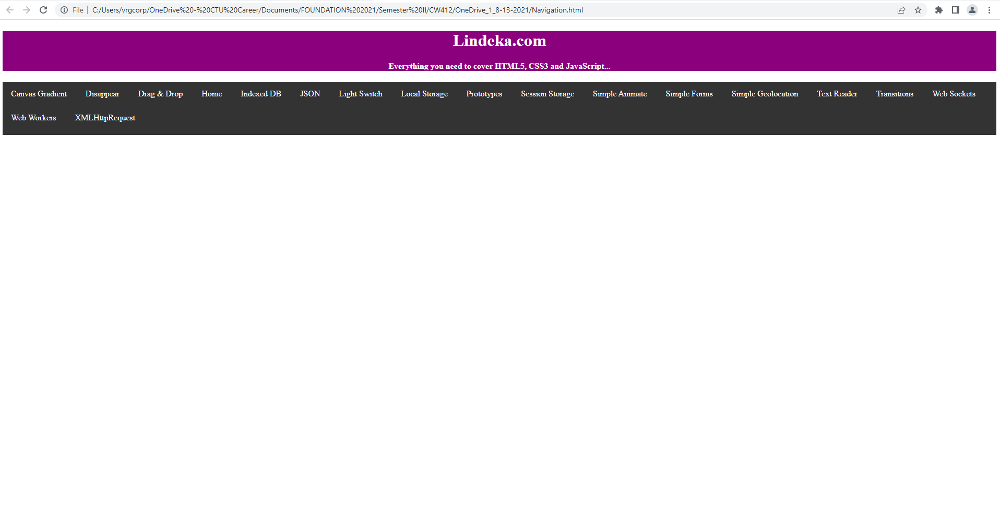 File C:/Users/vrgcorp/OneDrive%20-%20CTU%20Career/Documents/FOUNDATION%202021/Semester%20II/CW412/OneDrive_1_8-13-2021/Navigation.html
Lindeka.com
Everything you need to cover HTML5, CSS3 and JavaScript...
Canvas Gradient Disappear Drag & Drop Home Indexed DB JSON Light Switch Local Storage Prototypes Session Storage Simple Animate Simple Forms Simple Geolocation Text Reader Transitions Web Sockets
Web Workers XMLHttpRequest